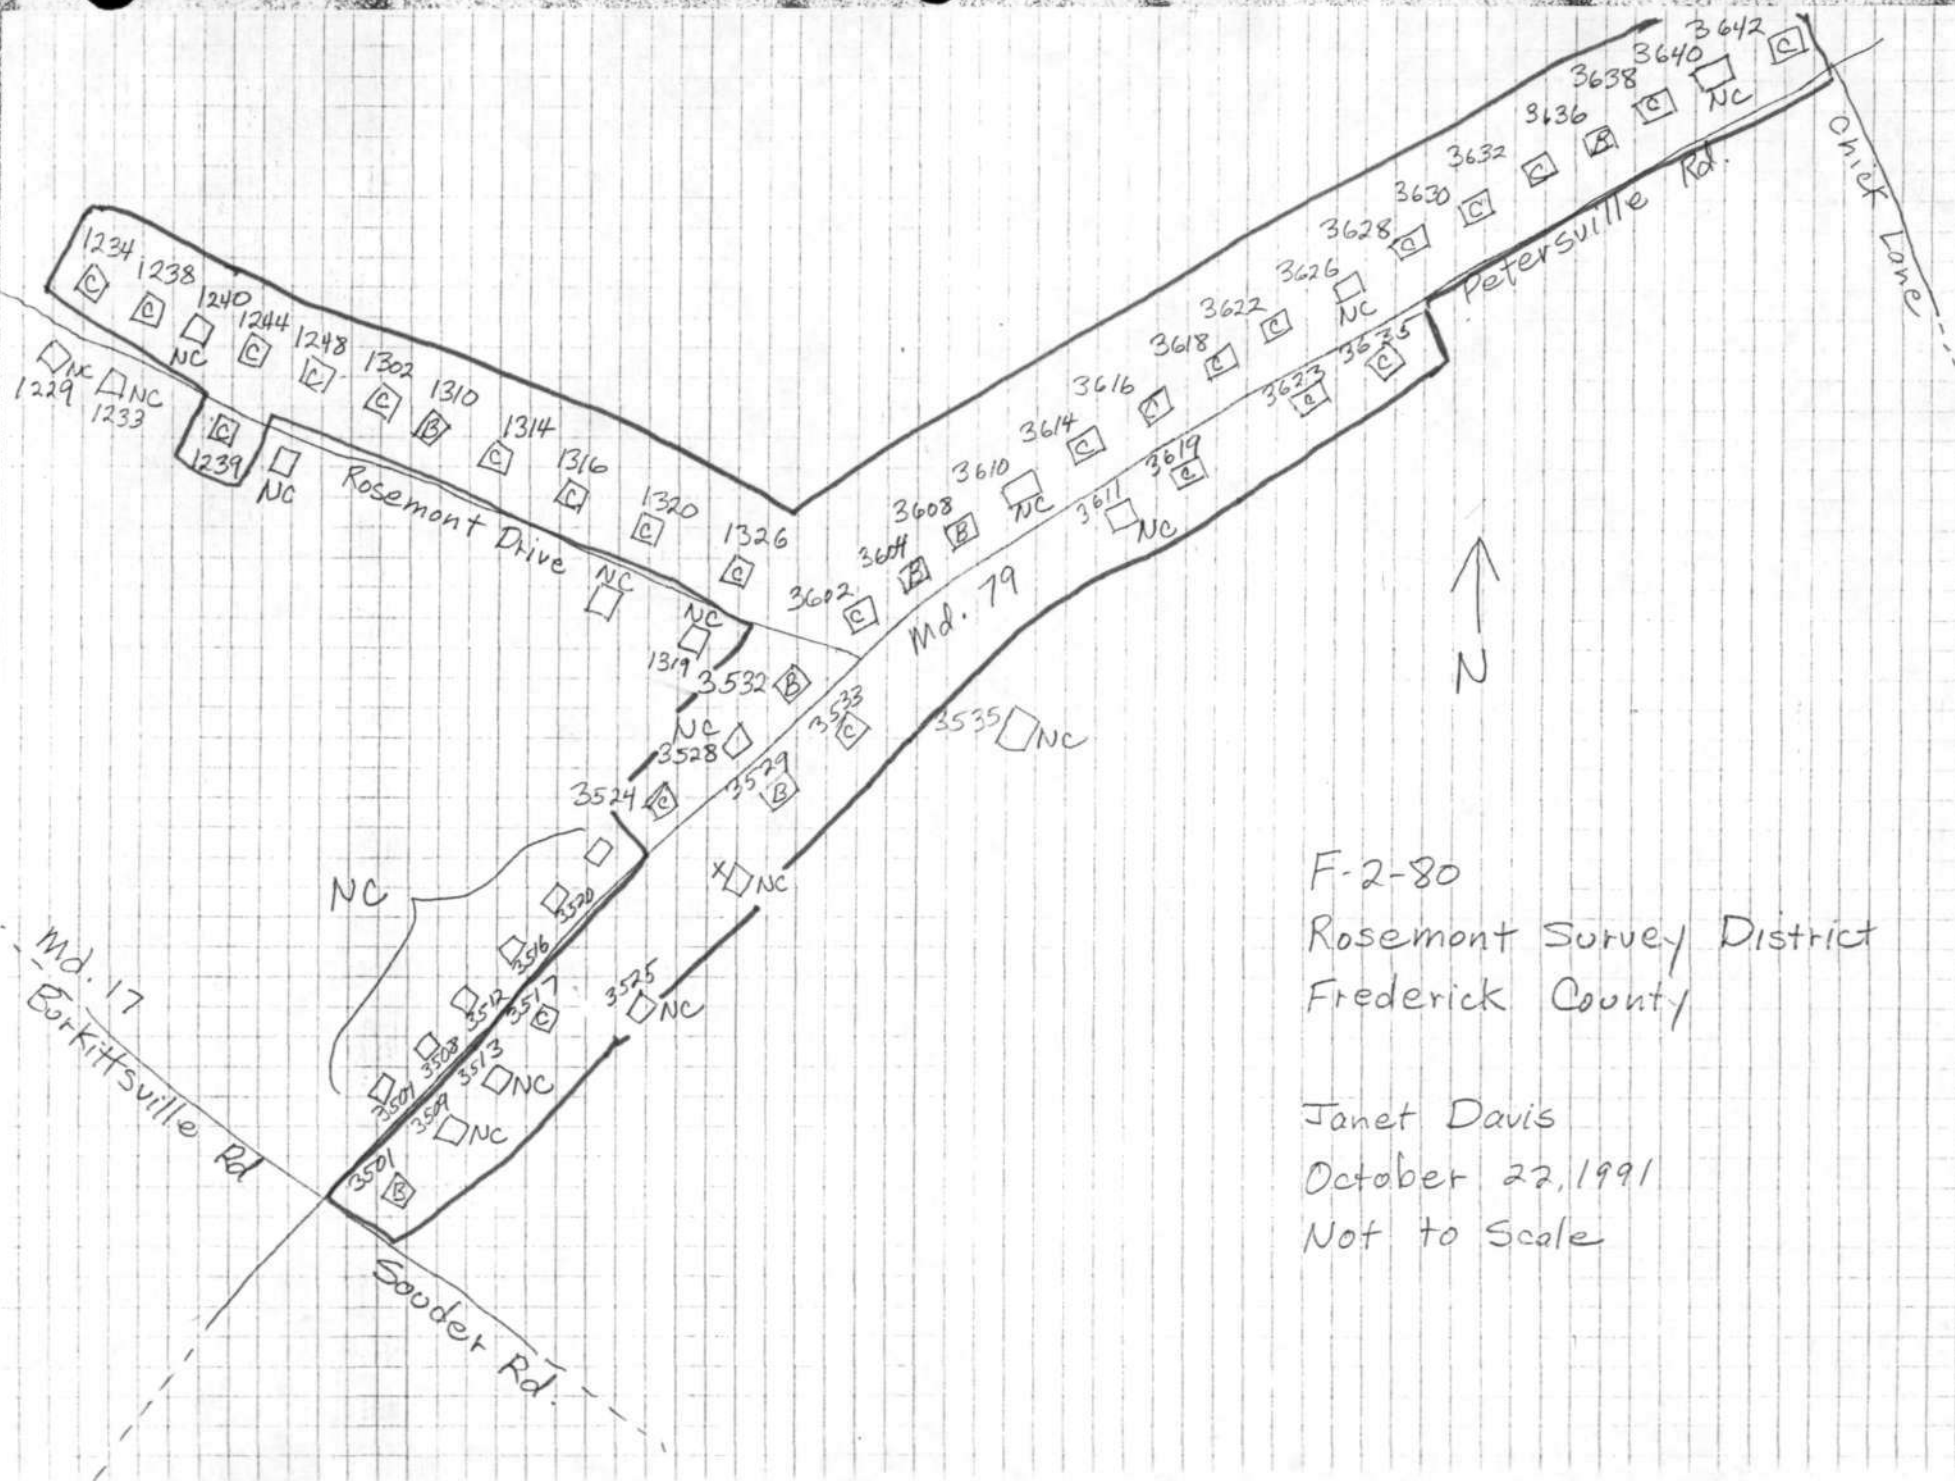 3642
C
3640
NC
3638
C
3636
B
3632
C
3630
C
3628
C
3626
NC
3622
C
3618
C
3616
C
3614
C
3610
NC
3608
B
3604
B
3602
C
Chick Lane
Petersville Rd.
3635
C
3623
C
3619
C
3611
NC
Md. 79
N
1234
C
1238
C
1240
NC
1244
C
1248
C
1302
C
1310
B
1314
C
1316
C
1320
C
1326
C
NC
1229
NC
1233
C
1239
NC
Rosemont Drive
NC
NC
1319
3532
B
NC
3528
3524
C
3533
C
3535
NC
3529
B
X
NC
NC
3520
3516
3512
3508
3517
C
3525
NC
3513
NC
3509
NC
3501
B
Md. 17
Burkittsville Rd
Souder Rd.
F-2-80
Rosemont Survey District
Frederick County
Janet Davis
October 22, 1991
Not to Scale